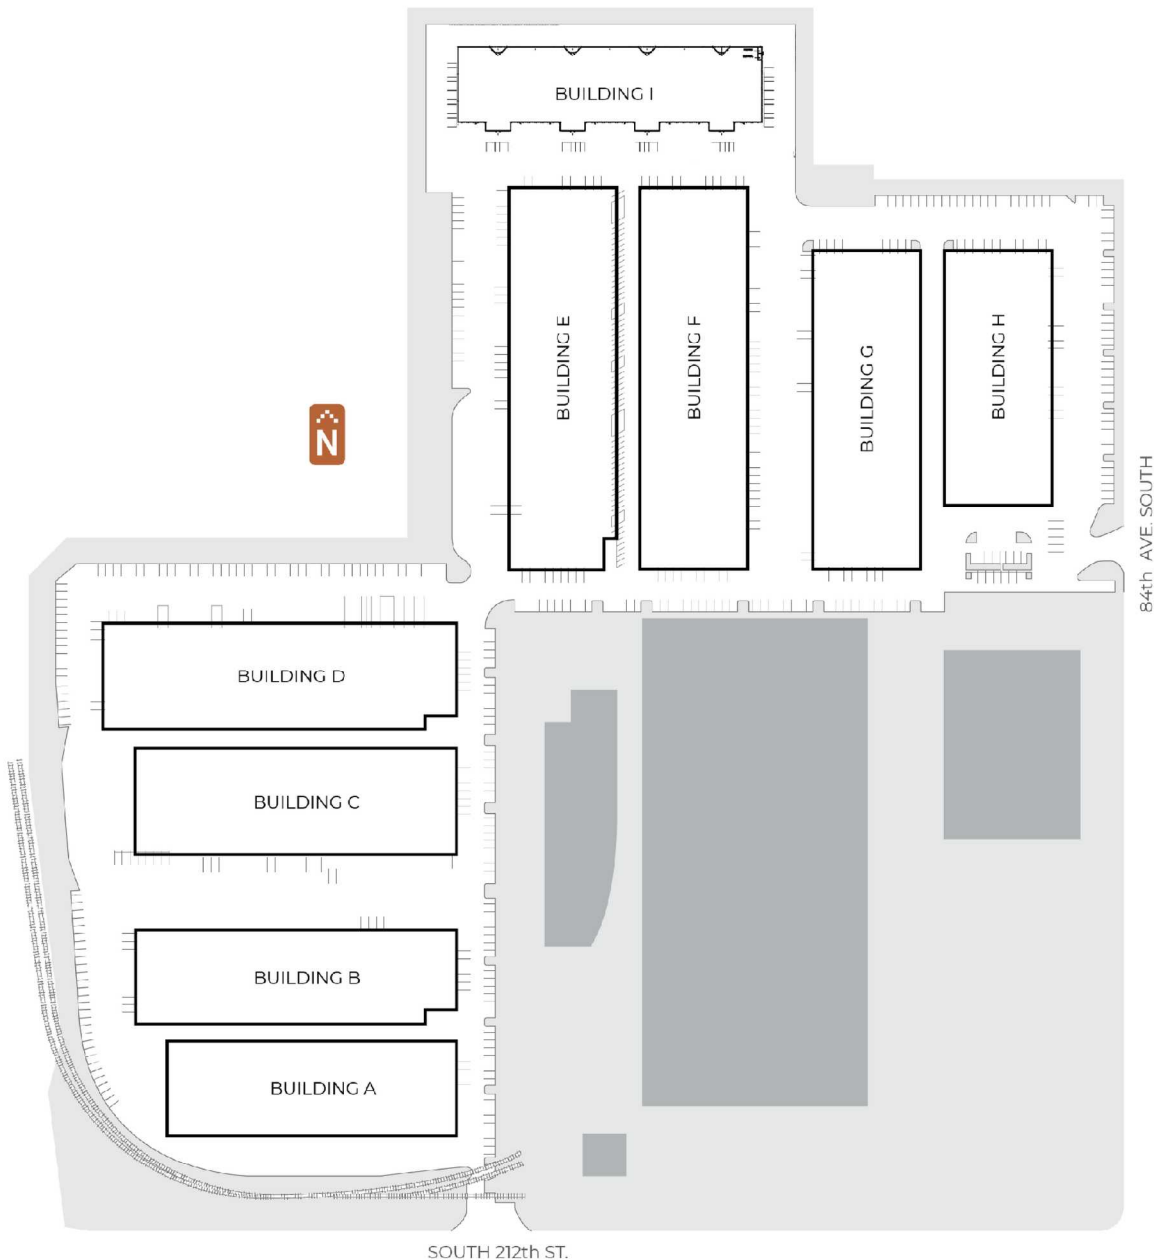 BUILDING I
BUILDING E
BUILDING F
BUILDING G
BUILDING H
N
84th AVE. SOUTH
BUILDING D
BUILDING C
BUILDING B
BUILDING A
SOUTH 212th ST.